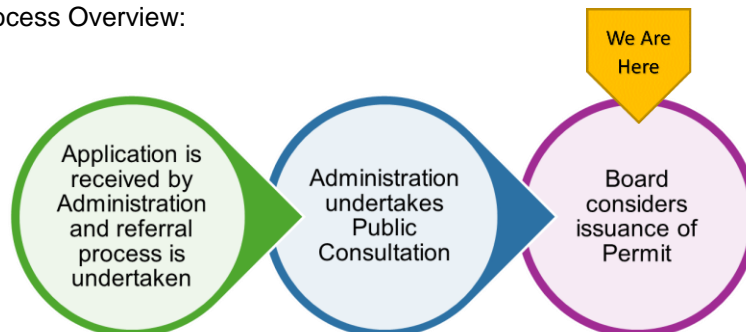 ocess Overview:
We Are
Here
Application is
received by
Administration
and referral
process is
undertaken
Administration
undertakes
Public
Consultation
Board
considers
issuance of
Permit